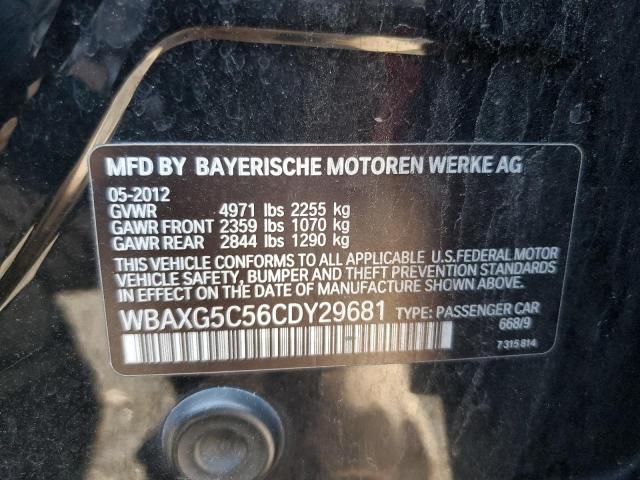 MFD BY BAYERISCHE MOTOREN WERKE AG
05-2012
GVWR 4971 lbs 2255 kg
GAWR FRONT 2359 lbs 1070 kg
GAWR REAR 2844 lbs 1290 kg
THIS VEHICLE CONFORMS TO ALL APPLICABLE U.S.FEDERAL MOTOR
VEHICLE SAFETY, BUMPER AND THEFT PREVENTION STANDARDS
IN EFFECT ON THE DATE OF MANUFACTURE SHOWN ABOVE.
WBAXG5C56CDY29681 TYPE: PASSENGER CAR
668/9
7 315 814